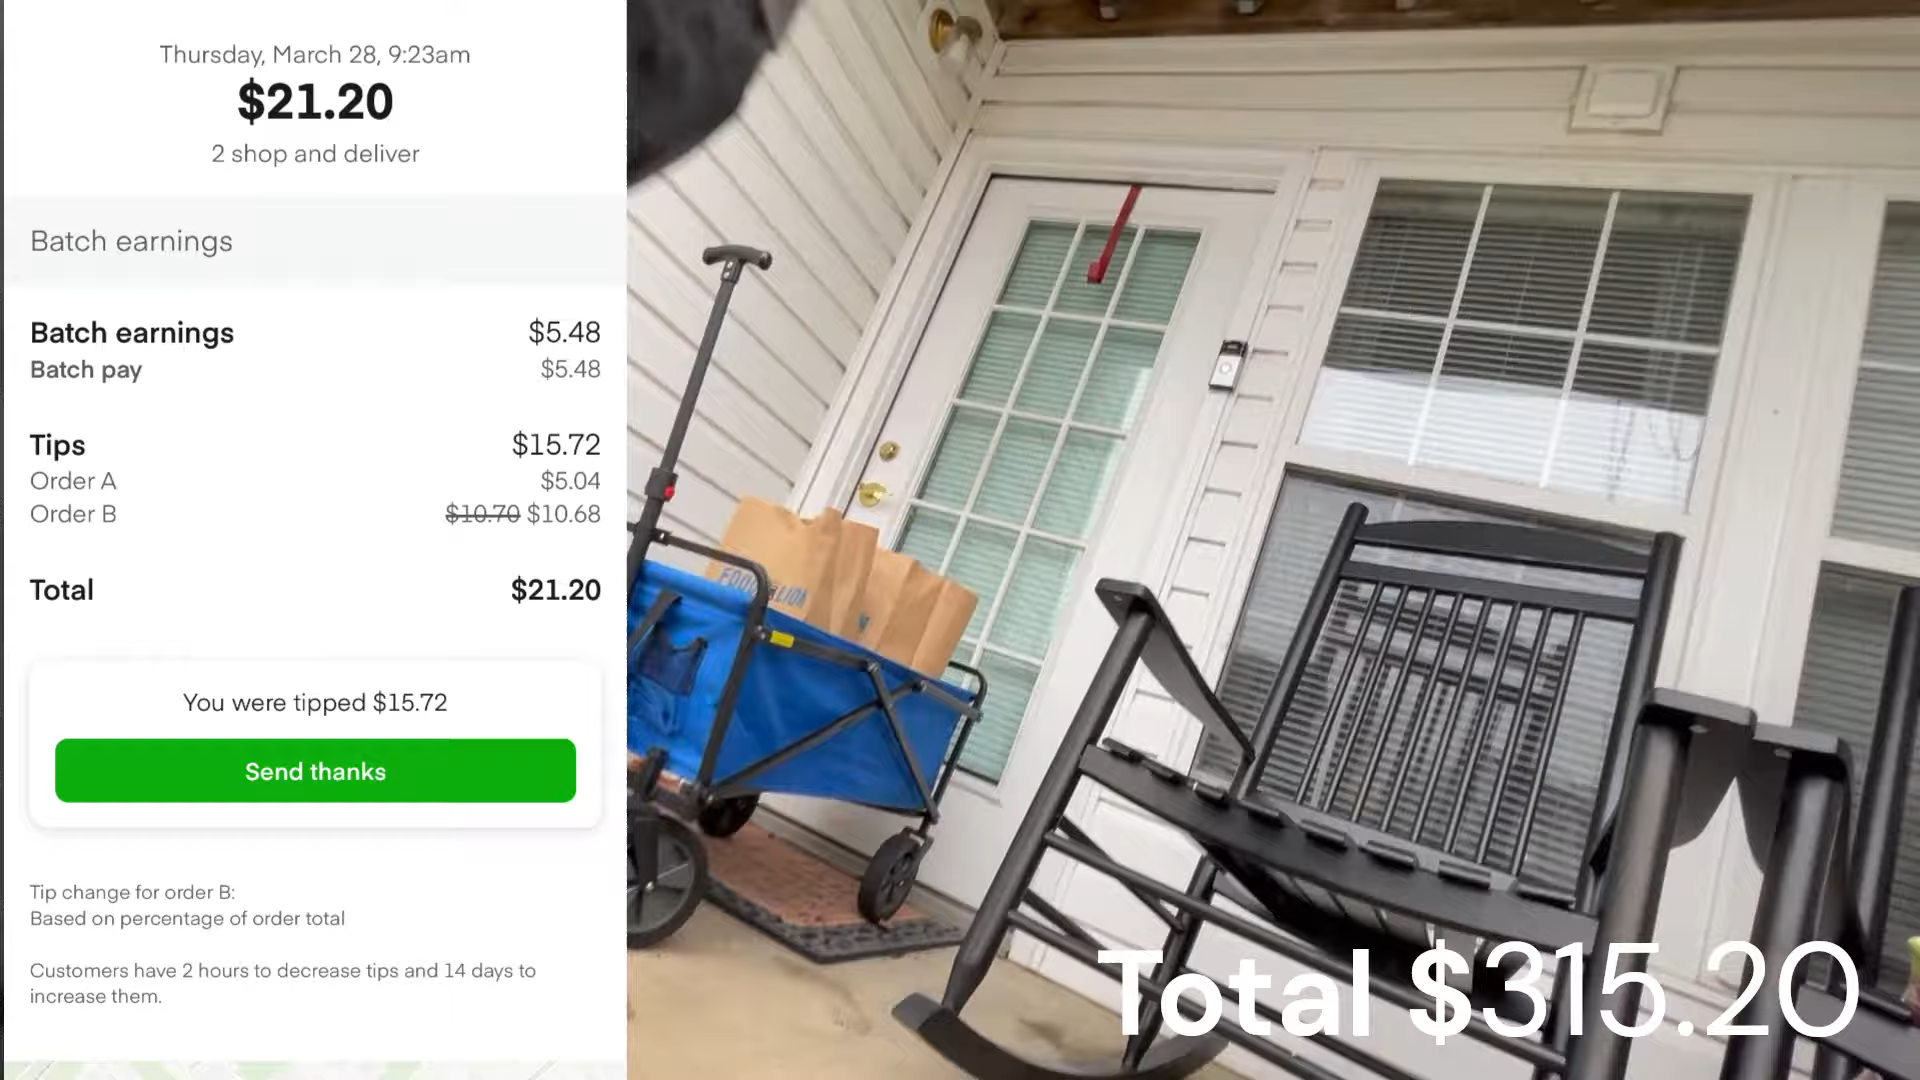 Thursday, March 28, 9:23am
$21.20
2 shop and deliver
Batch earnings
Batch earnings $5.48
Batch pay $5.48
Tips $15.72
Order A $5.04
Order B $10.70 $10.68
Total $21.20
You were tipped $15.72
Send thanks
Tip change for order B:
Based on percentage of order total
Customers have 2 hours to decrease tips and 14 days to
increase them.
FOOD LION
Total $315.20